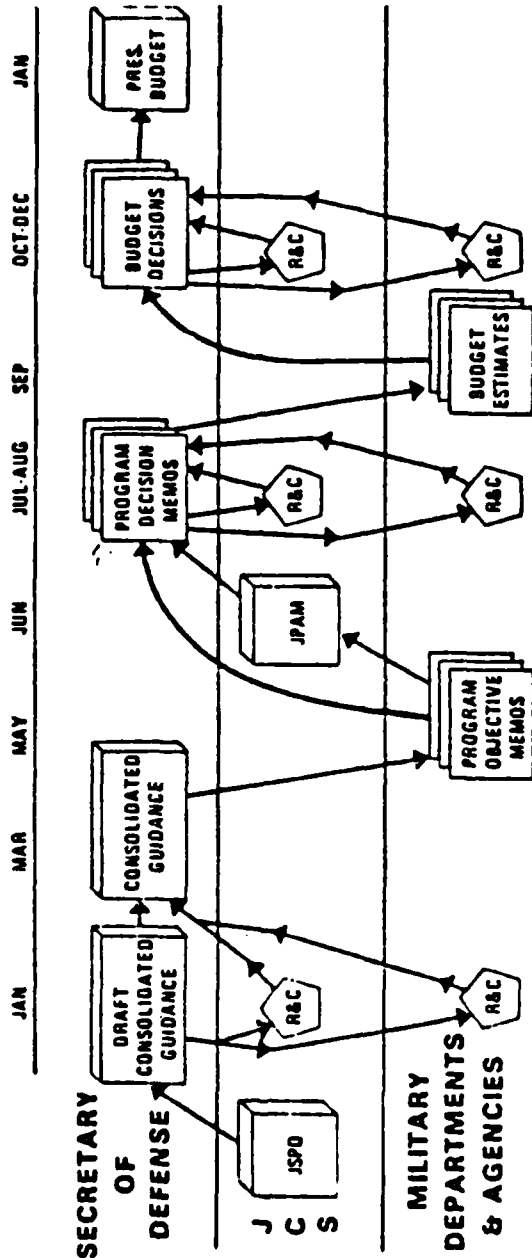 JAN MAR MAY JUN JUL-AUG SEP OCT-DEC JAN
SECRETARY
OF
DEFENSE
DRAFT
CONSOLIDATED
GUIDANCE
CONSOLIDATED
GUIDANCE
PROGRAM
DECISION
MEMOS
BUDGET
DECISIONS
PRES.
BUDGET
J
C
S
JSPD
R&C
JPAM
R&C
R&C
MILITARY
DEPARTMENTS
& AGENCIES
R&C
PROGRAM
OBJECTIVE
MEMOS
R&C
BUDGET
ESTIMATES
R&C